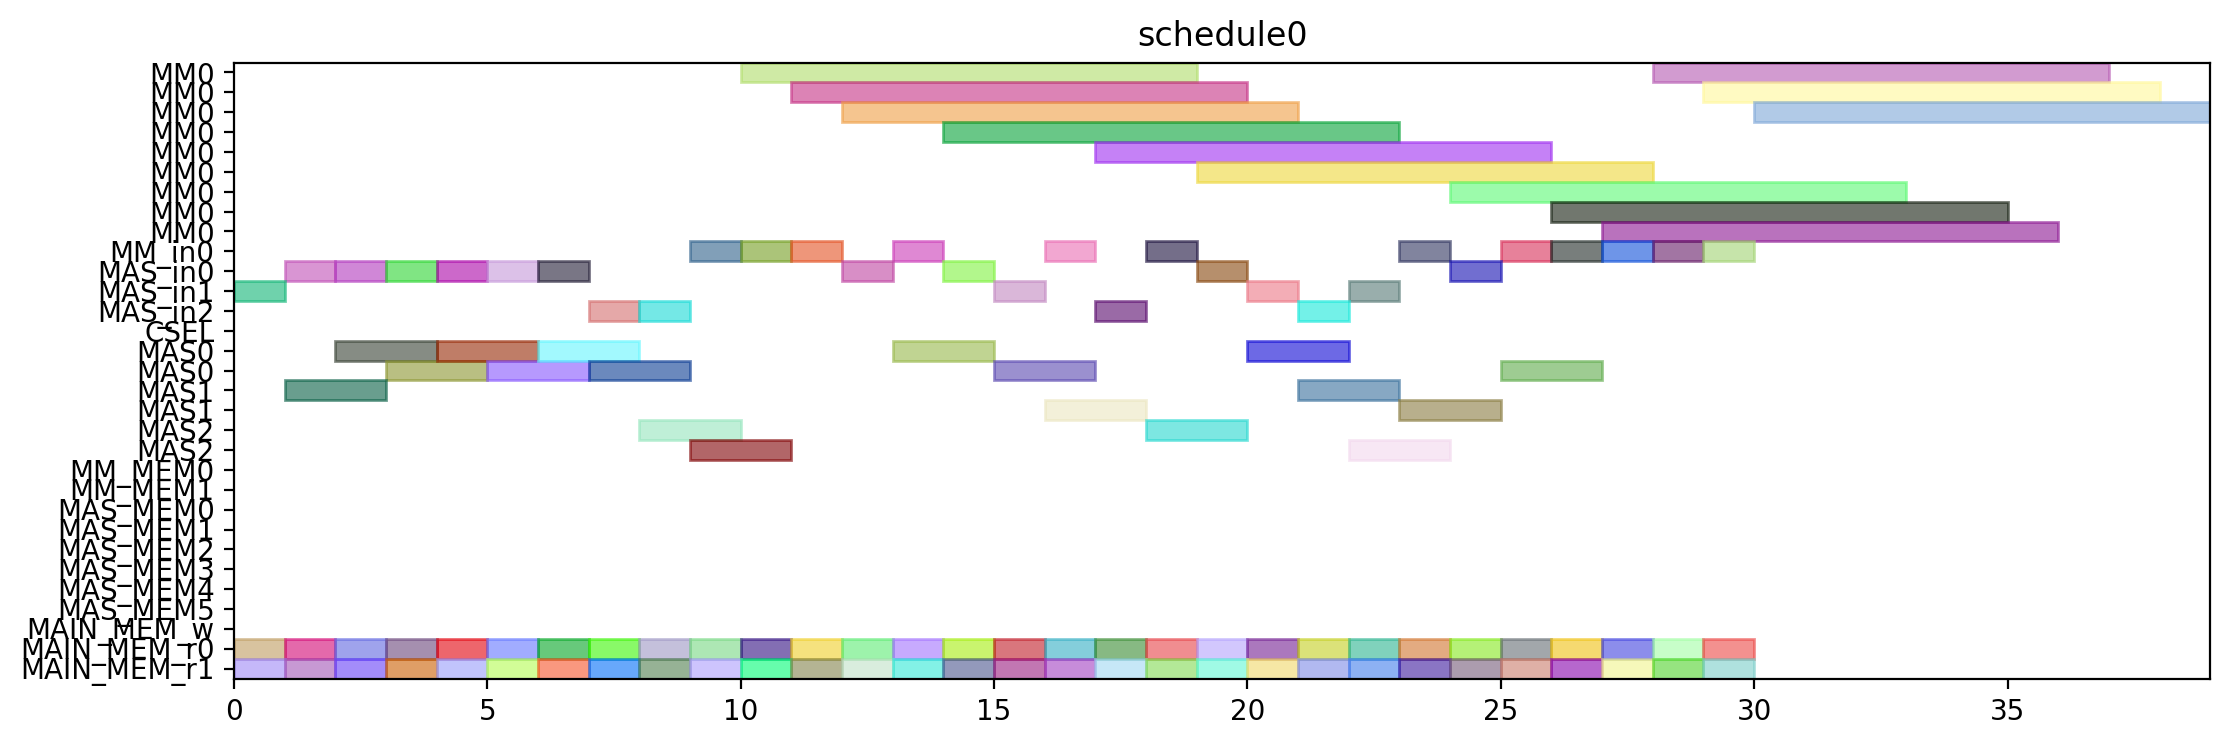 schedule0
MM0
MM0
MM0
MM0
MM0
MM0
MM0
MM0
MM0
MM_in0
MAS_in0
MAS_in1
MAS_in2
CSEL
MAS0
MAS0
MAS1
MAS1
MAS2
MAS2
MM_MEM0
MM_MEM1
MAS_MEM0
MAS_MEM1
MAS_MEM2
MAS_MEM3
MAS_MEM4
MAS_MEM5
MAIN_MEM_w
MAIN_MEM_r0
MAIN_MEM_r1
0 5 10 15 20 25 30 35